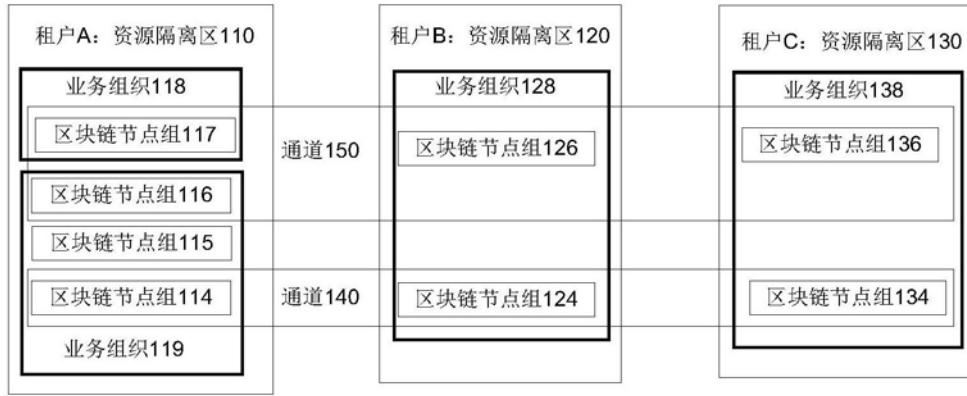 租户A：资源隔离区110
业务组织118
区块链节点组117
区块链节点组116
区块链节点组115
区块链节点组114
业务组织119
通道150
通道140
租户B：资源隔离区120
业务组织128
区块链节点组126
区块链节点组124
租户C：资源隔离区130
业务组织138
区块链节点组136
区块链节点组134